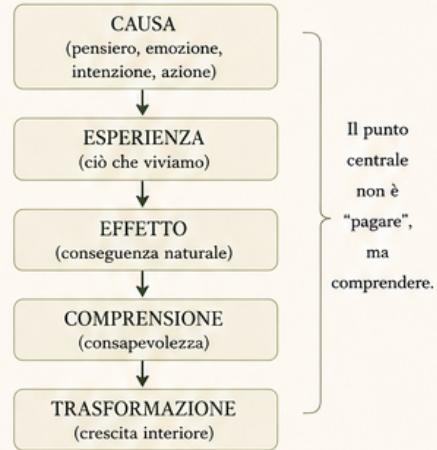 CAUSA
(pensiero, emozione,
intenzione, azione)
ESPERIENZA
(ciò che viviamo)
EFFETTO
(conseguenza naturale)
COMPRENSIONE
(consapevolezza)
TRASFORMAZIONE
(crescita interiore)
Il punto
centrale
non è
“pagare”,
ma
comprendere.